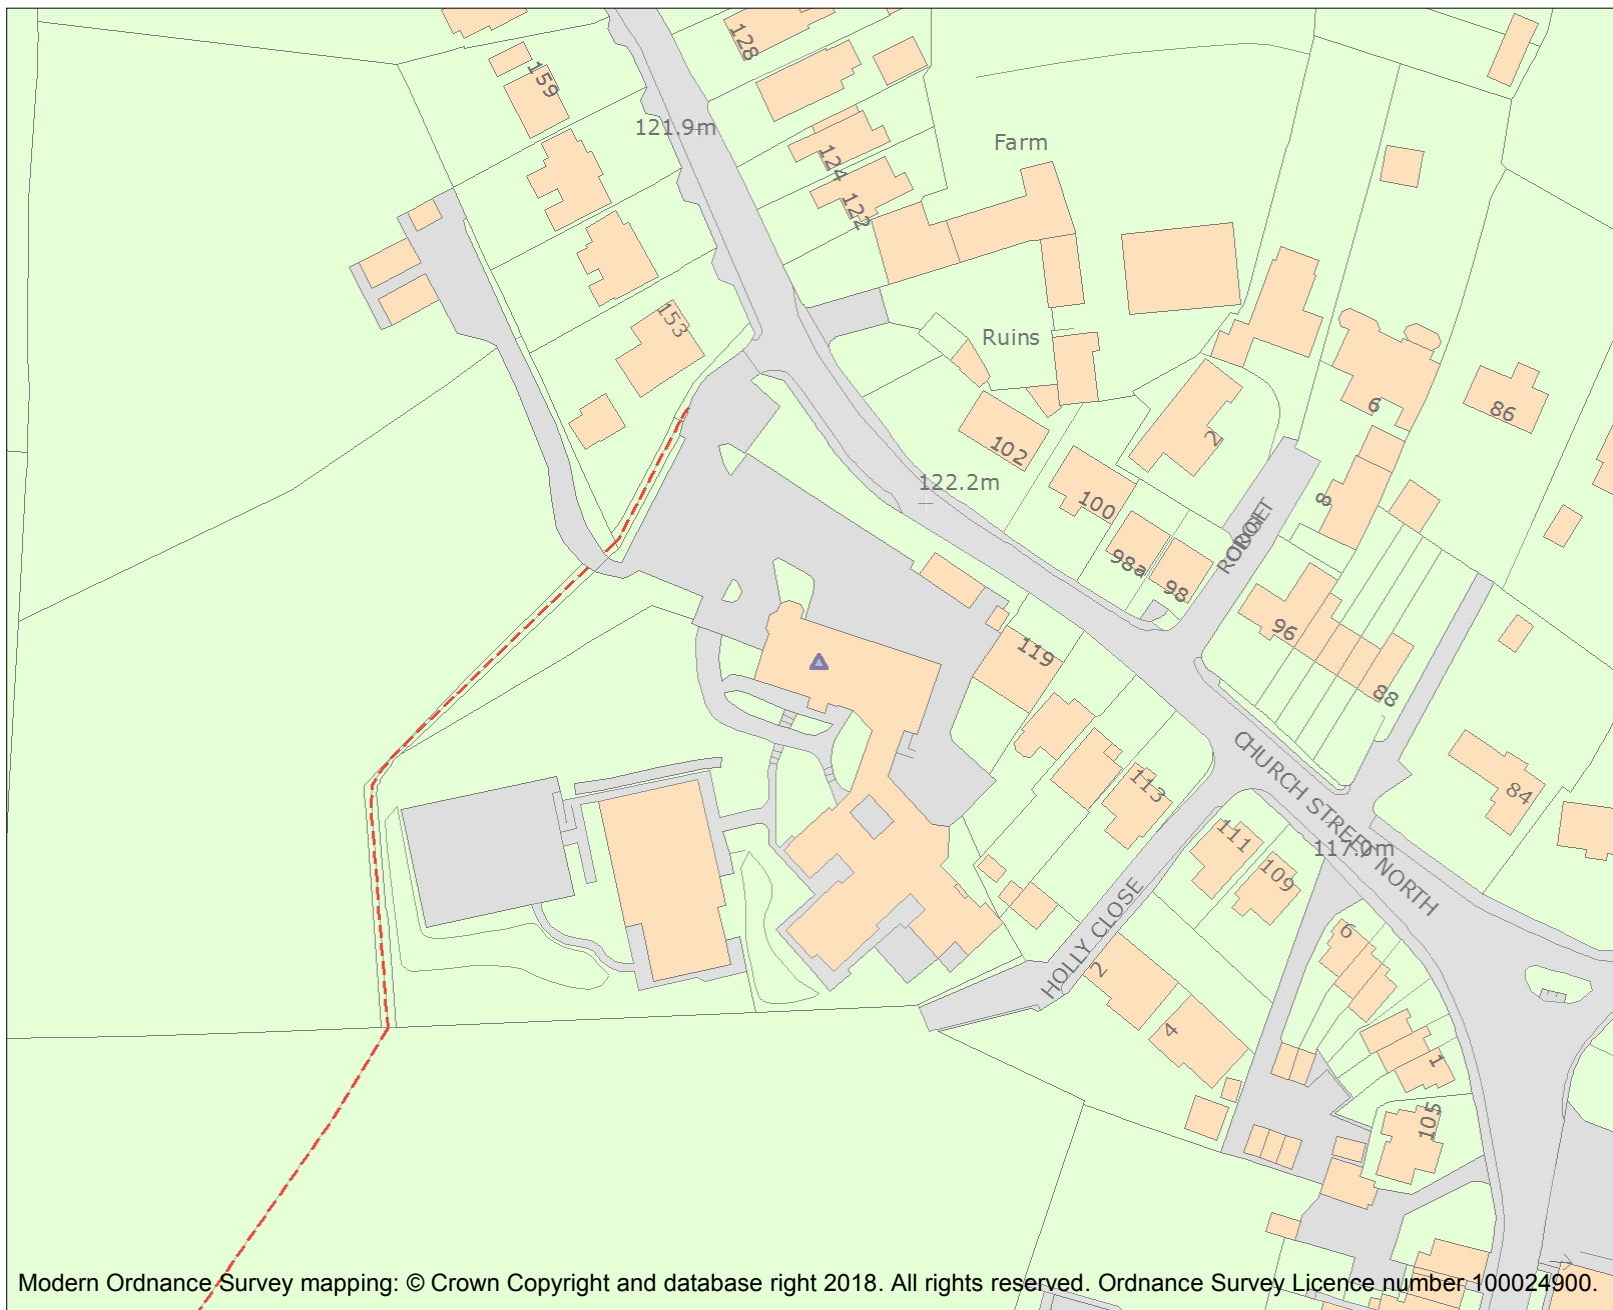 128
159
121.9m
124
122
Farm
153
Ruins
6
86
102
2
122.2m
100
8
98a
98
96
119
88
CHURCH STREET NORTH
113
84
111
117.0m
109
HOLLY CLOSE
6
2
4
1
105
Modern Ordnance Survey mapping: © Crown Copyright and database right 2018. All rights reserved. Ordnance Survey Licence number 100024900.